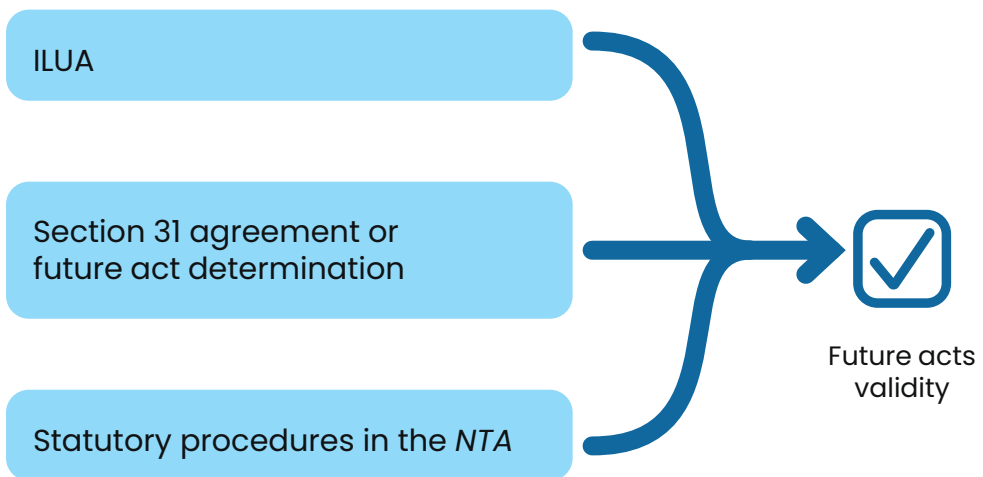 ILUA
Section 31 agreement or
future act determination
Statutory procedures in the NTA
Future acts
validity